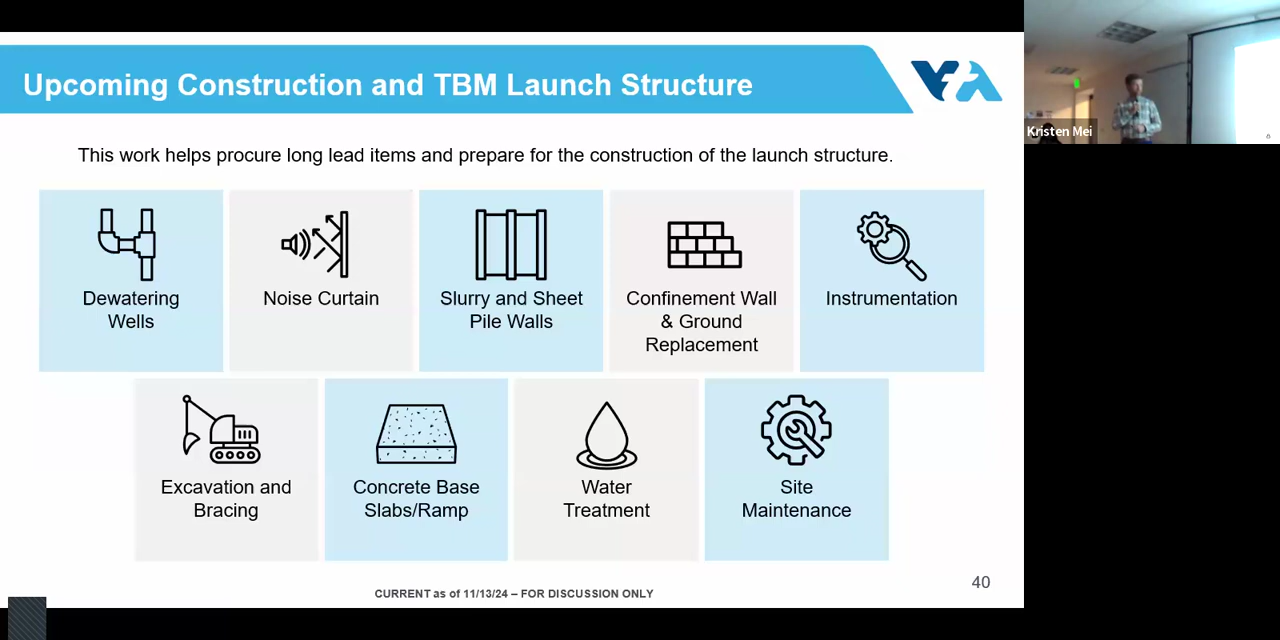 Upcoming Construction and TBM Launch Structure
VTA
Kristen Mei
This work helps procure long lead items and prepare for the construction of the launch structure.
Dewatering
Wells
Noise Curtain
Slurry and Sheet
Pile Walls
Confinement Wall
& Ground
Replacement
Instrumentation
Excavation and
Bracing
Concrete Base
Slabs/Ramp
Water
Treatment
Site
Maintenance
CURRENT as of 11/13/24 – FOR DISCUSSION ONLY
40